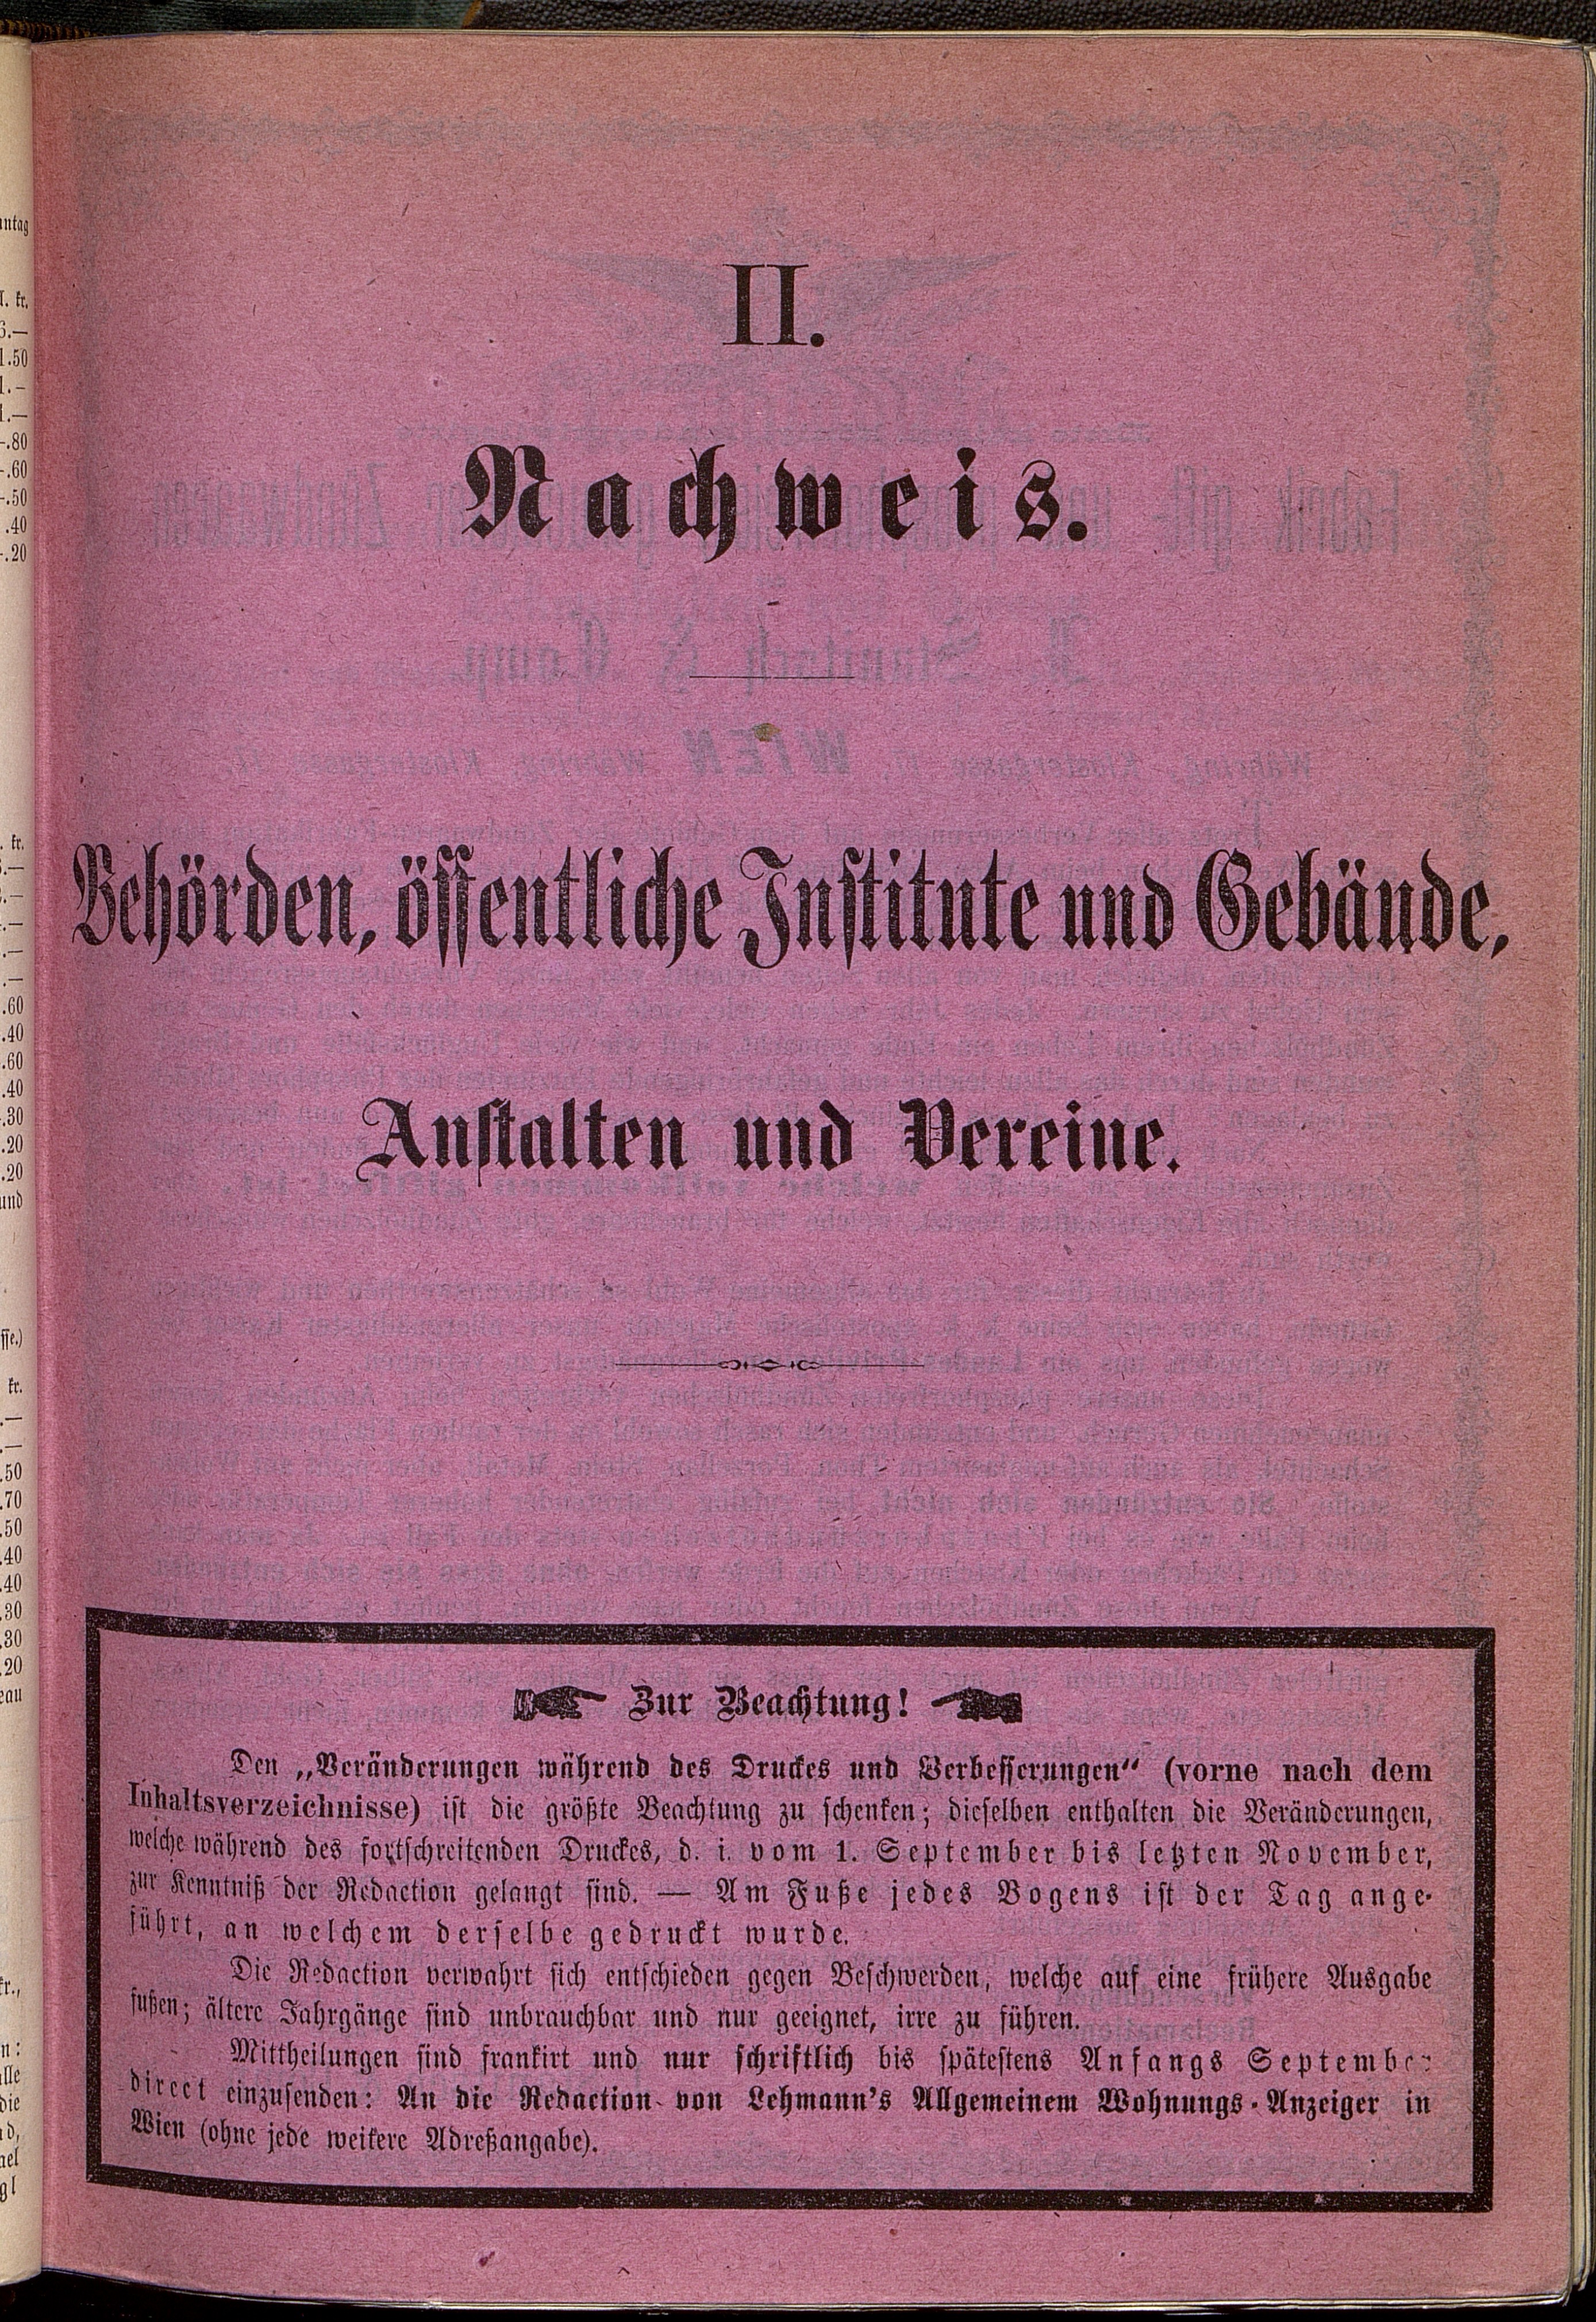 II.
Nachweis.
Behörden, öffentliche Institute und Gebäude,
Anstalten und Vereine.
Zur Beachtung!
Den „Veränderungen während des Druckes und Verbesserungen“ (vorne nach dem
Inhaltsverzeichnisse) ist die größte Beachtung zu schenken; dieselben enthalten die Veränderungen,
welche während des fortschreitenden Druckes, d. i. vom 1. September bis letzten November,
zur Kenntniß der Redaction gelangt sind. — Am Fuße jedes Bogens ist der Tag ange-
führt, an welchem derselbe gedruckt wurde.
Die Redaction verwahrt sich entschieden gegen Beschwerden, welche auf eine frühere Ausgabe
fußen; ältere Jahrgänge sind unbrauchbar und nur geeignet, irre zu führen.
Mittheilungen sind frankirt und nur schriftlich bis spätestens Anfangs September
direct einzusenden: An die Redaction von Lehmann's Allgemeinem Wohnungs-Anzeiger in
Wien (ohne jede weitere Adreßangabe).